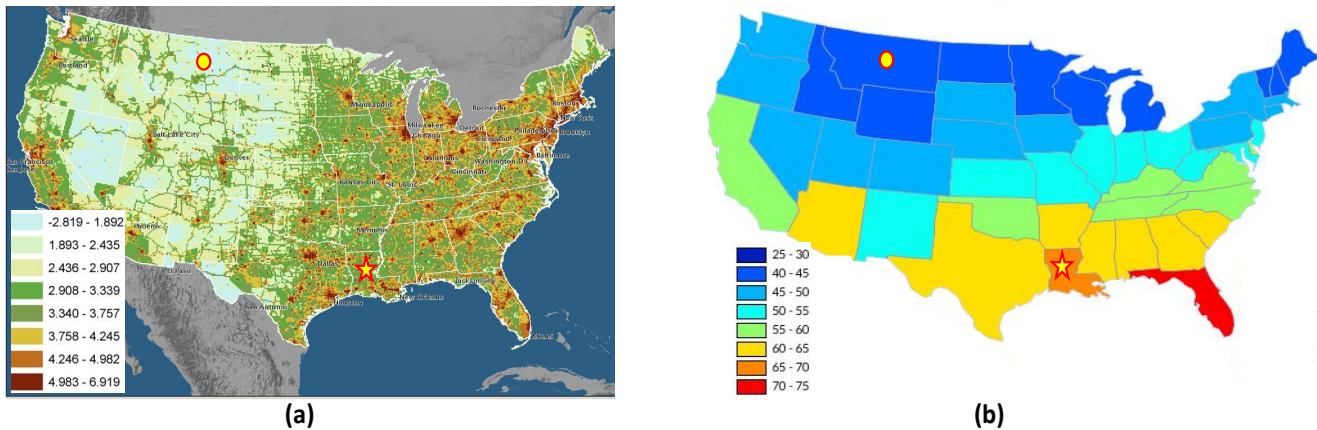 Seattle
Portland
Minneapolis
Rochester
Boston
New York
Milwaukee
Detroit
Chicago
Cleveland
Philadelphia
Brooklyn
Salt Lake City
Denver
Columbus
Baltimore
Washington D.C.
San Francisco
San Jose
Kansas City
St. Louis
Cincinnati
Phoenix
Memphis
El Paso
Dallas
Jacksonville
San Antonio
Houston
New Orleans
Miami
-2.819 - 1.892
1.893 - 2.435
2.436 - 2.907
2.908 - 3.339
3.340 - 3.757
3.758 - 4.245
4.246 - 4.982
4.983 - 6.919
(a)
25 - 30
40 - 45
45 - 50
50 - 55
55 - 60
60 - 65
65 - 70
70 - 75
(b)